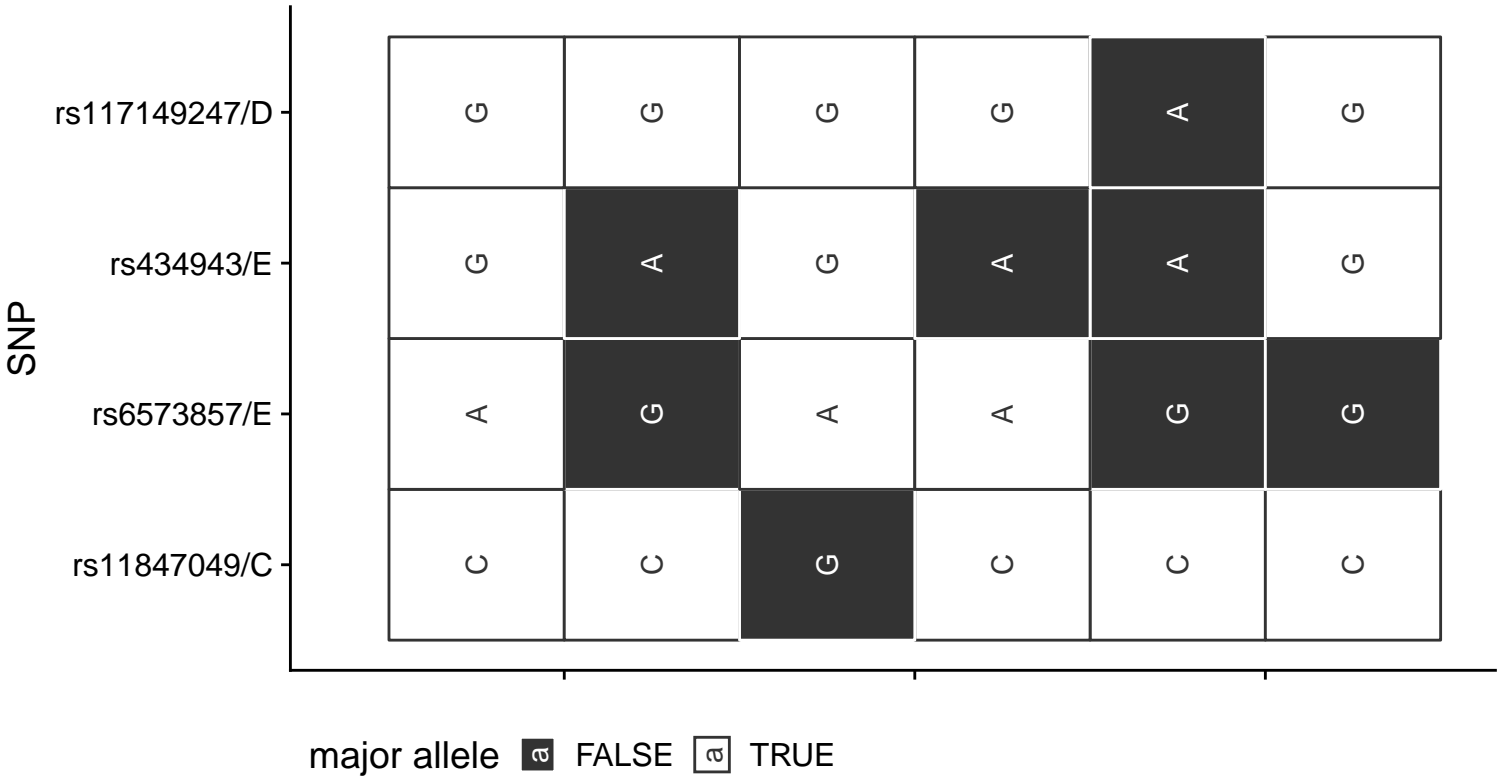 SNP
rs117149247/D G G G G A G
rs434943/E G A G A A G
rs6573857/E A G A A G G
rs11847049/C C C G C C C
major allele a FALSE a TRUE